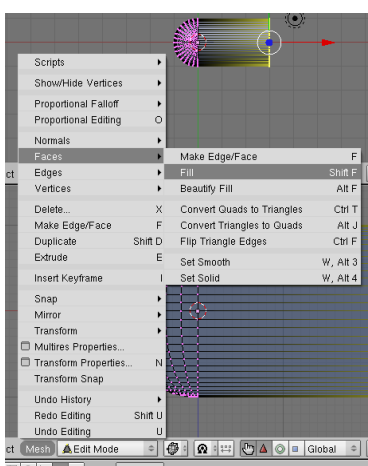 Scripts
Show/Hide Vertices
Proportional Falloff
Proportional Editing O
Normals
Faces
ct Edges
Vertices
Delete... X
Make Edge/Face F
Duplicate Shift D
Extrude E
Insert Keyframe I
Snap
Mirror
Transform
Multires Properties...
Transform Properties... N
Transform Snap
Undo History
Redo Editing Shift U
Undo Editing U
Make Edge/Face F
Fill Shift F
Beautify Fill Alt F
Convert Quads to Triangles Ctrl T
Convert Triangles to Quads Alt J
Flip Triangle Edges Ctrl F
Set Smooth W, Alt 3
Set Solid W, Alt 4
ct Mesh Edit Mode Global